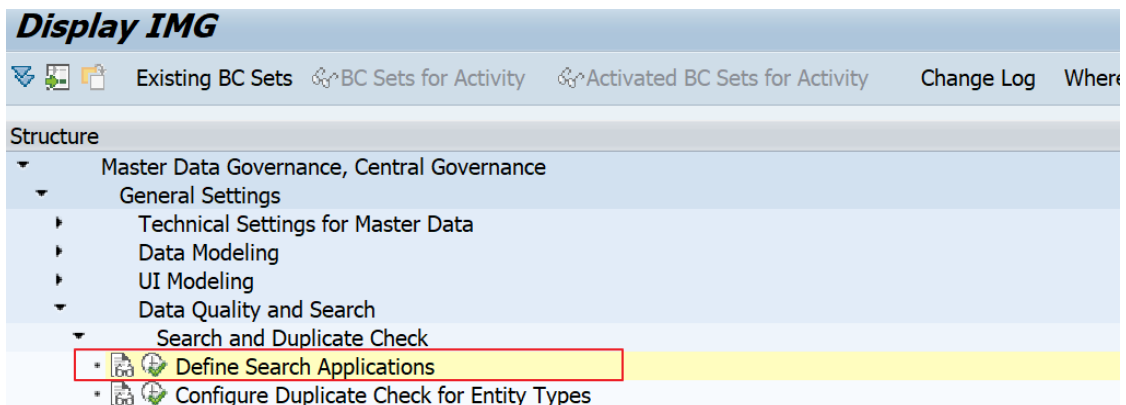 Display IMG
Existing BC Sets BC Sets for Activity Activated BC Sets for Activity Change Log Where
Structure
Master Data Governance, Central Governance
General Settings
Technical Settings for Master Data
Data Modeling
UI Modeling
Data Quality and Search
Search and Duplicate Check
Define Search Applications
Configure Duplicate Check for Entity Types